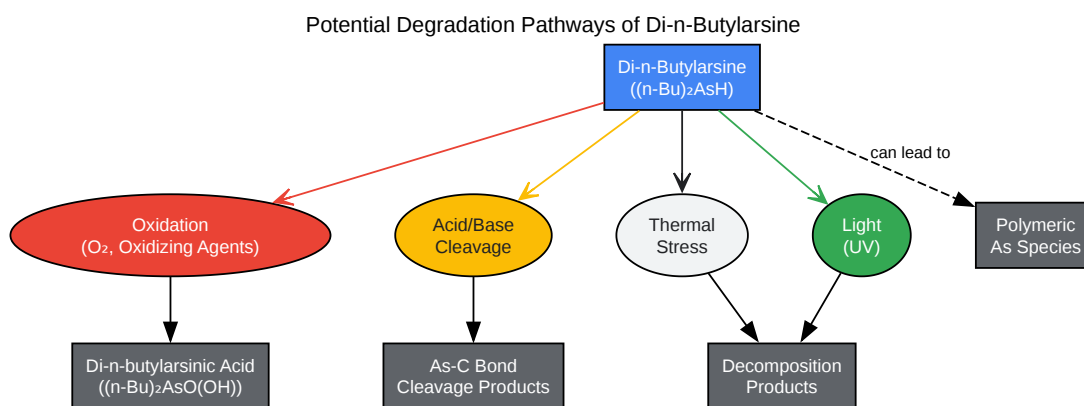 Potential Degradation Pathways of Di-n-Butylarsine
Di-n-Butylarsine
((n-Bu)₂AsH)
can lead to
Oxidation
(O₂, Oxidizing Agents)
Acid/Base
Cleavage
Thermal
Stress
Light
(UV)
Polymeric
As Species
Di-n-butylarsinic Acid
((n-Bu)₂AsO(OH))
As-C Bond
Cleavage Products
Decomposition
Products